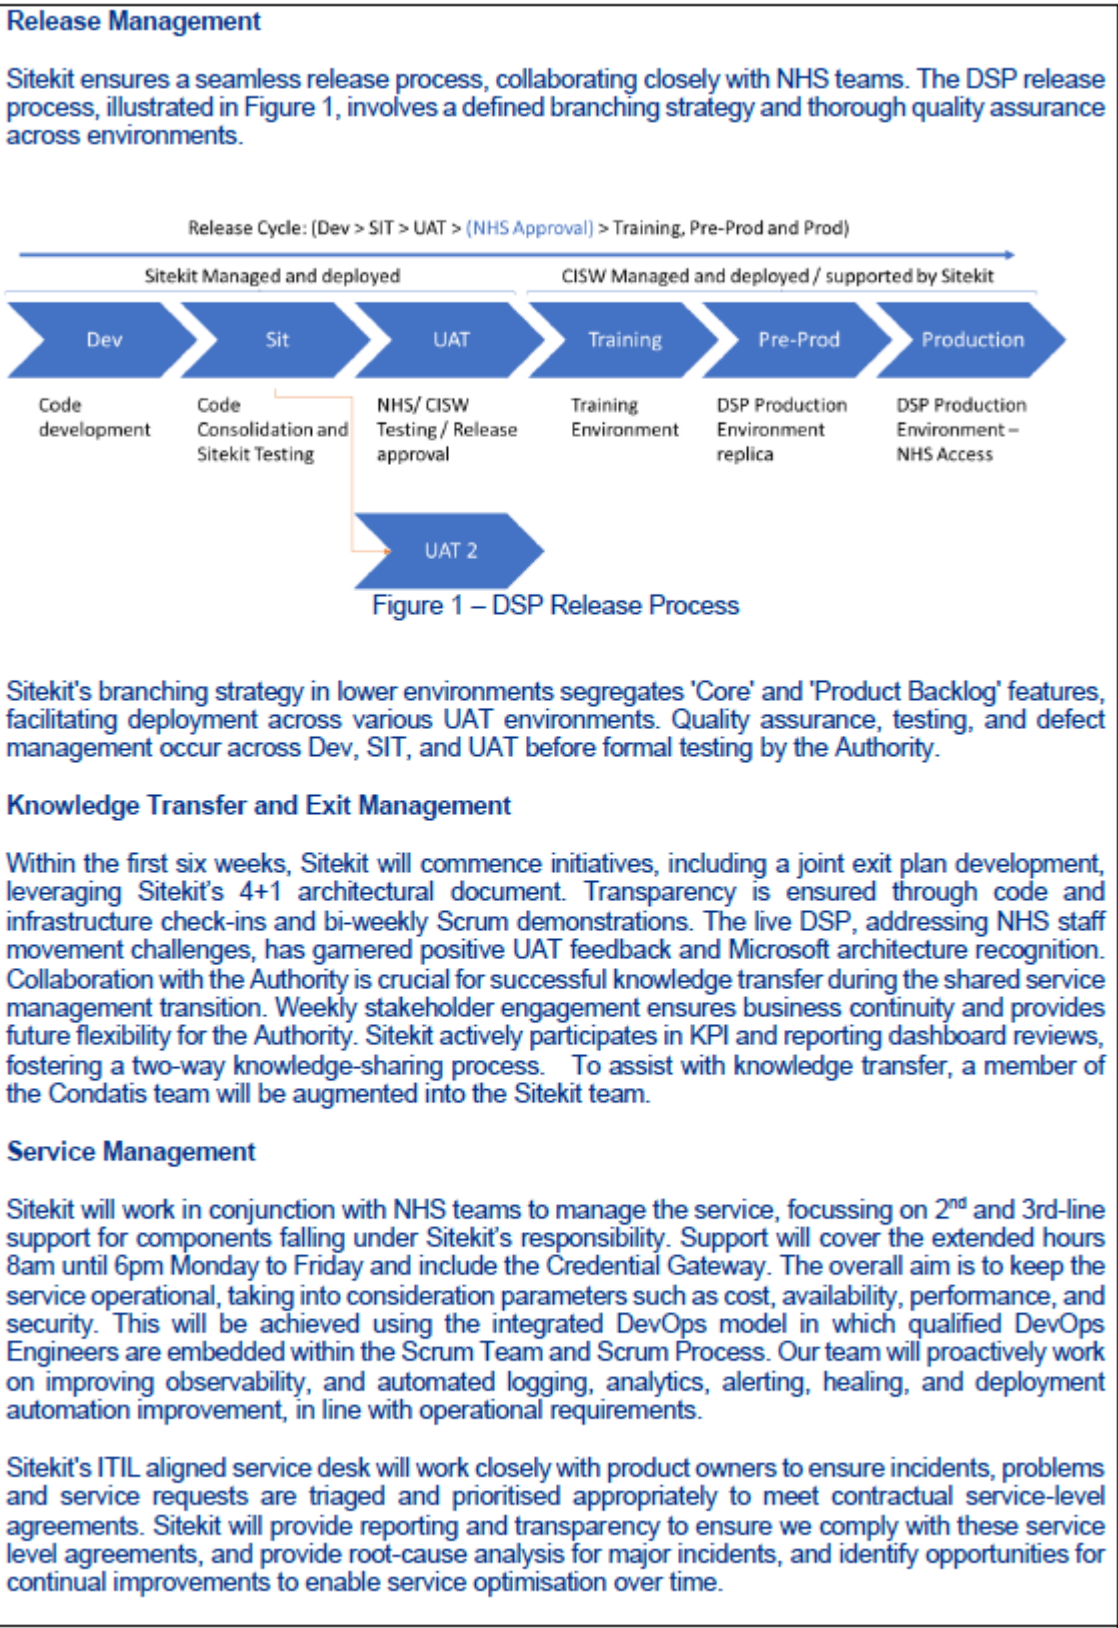 Release Management
Sitekit ensures a seamless release process, collaborating closely with NHS teams. The DSP release
process, illustrated in Figure 1, involves a defined branching strategy and thorough quality assurance
across environments.
Release Cycle: (Dev > SIT > UAT > (NHS Approval) > Training, Pre-Prod and Prod)
Sitekit Managed and deployed
CISW Managed and deployed / supported by Sitekit
Dev
Sit
UAT
Training
Pre-Prod
Production
Code
development
Code
Consolidation and
Sitekit Testing
NHS/ CISW
Testing / Release
approval
Training
Environment
DSP Production
Environment
replica
DSP Production
Environment –
NHS Access
UAT 2
Figure 1 – DSP Release Process
Sitekit's branching strategy in lower environments segregates 'Core' and 'Product Backlog' features,
facilitating deployment across various UAT environments. Quality assurance, testing, and defect
management occur across Dev, SIT, and UAT before formal testing by the Authority.
Knowledge Transfer and Exit Management
Within the first six weeks, Sitekit will commence initiatives, including a joint exit plan development,
leveraging Sitekit's 4+1 architectural document. Transparency is ensured through code and
infrastructure check-ins and bi-weekly Scrum demonstrations. The live DSP, addressing NHS staff
movement challenges, has garnered positive UAT feedback and Microsoft architecture recognition.
Collaboration with the Authority is crucial for successful knowledge transfer during the shared service
management transition. Weekly stakeholder engagement ensures business continuity and provides
future flexibility for the Authority. Sitekit actively participates in KPI and reporting dashboard reviews,
fostering a two-way knowledge-sharing process. To assist with knowledge transfer, a member of
the Condatis team will be augmented into the Sitekit team.
Service Management
Sitekit will work in conjunction with NHS teams to manage the service, focussing on 2nd and 3rd-line
support for components falling under Sitekit's responsibility. Support will cover the extended hours
8am until 6pm Monday to Friday and include the Credential Gateway. The overall aim is to keep the
service operational, taking into consideration parameters such as cost, availability, performance, and
security. This will be achieved using the integrated DevOps model in which qualified DevOps
Engineers are embedded within the Scrum Team and Scrum Process. Our team will proactively work
on improving observability, and automated logging, analytics, alerting, healing, and deployment
automation improvement, in line with operational requirements.
Sitekit's ITIL aligned service desk will work closely with product owners to ensure incidents, problems
and service requests are triaged and prioritised appropriately to meet contractual service-level
agreements. Sitekit will provide reporting and transparency to ensure we comply with these service
level agreements, and provide root-cause analysis for major incidents, and identify opportunities for
continual improvements to enable service optimisation over time.